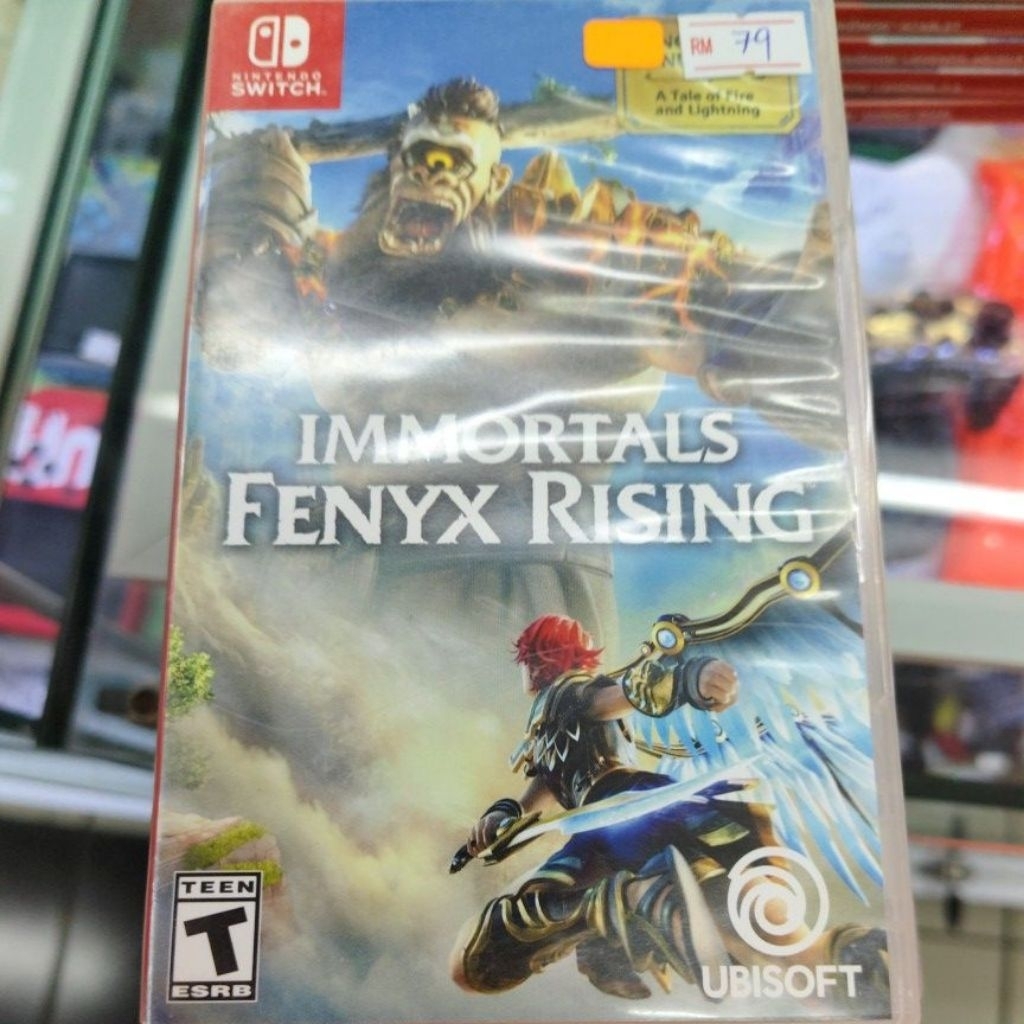 NINTENDO
SWITCH
RM 79
A Tale of Fire
and Lightning
IMMORTALS
FENYX RISING
TEEN
T
ESRB
UBISOFT